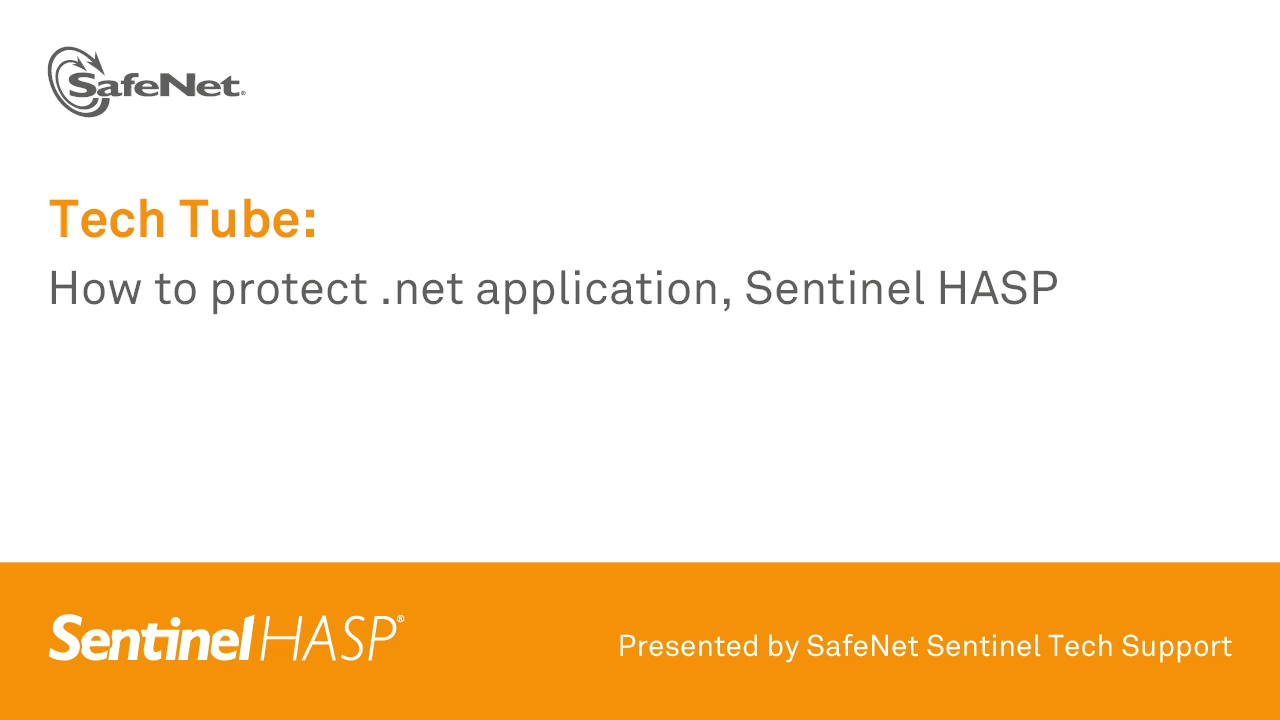 SafeNet®
Tech Tube:
How to protect .net application, Sentinel HASP
Sentinel HASP®
Presented by SafeNet Sentinel Tech Support